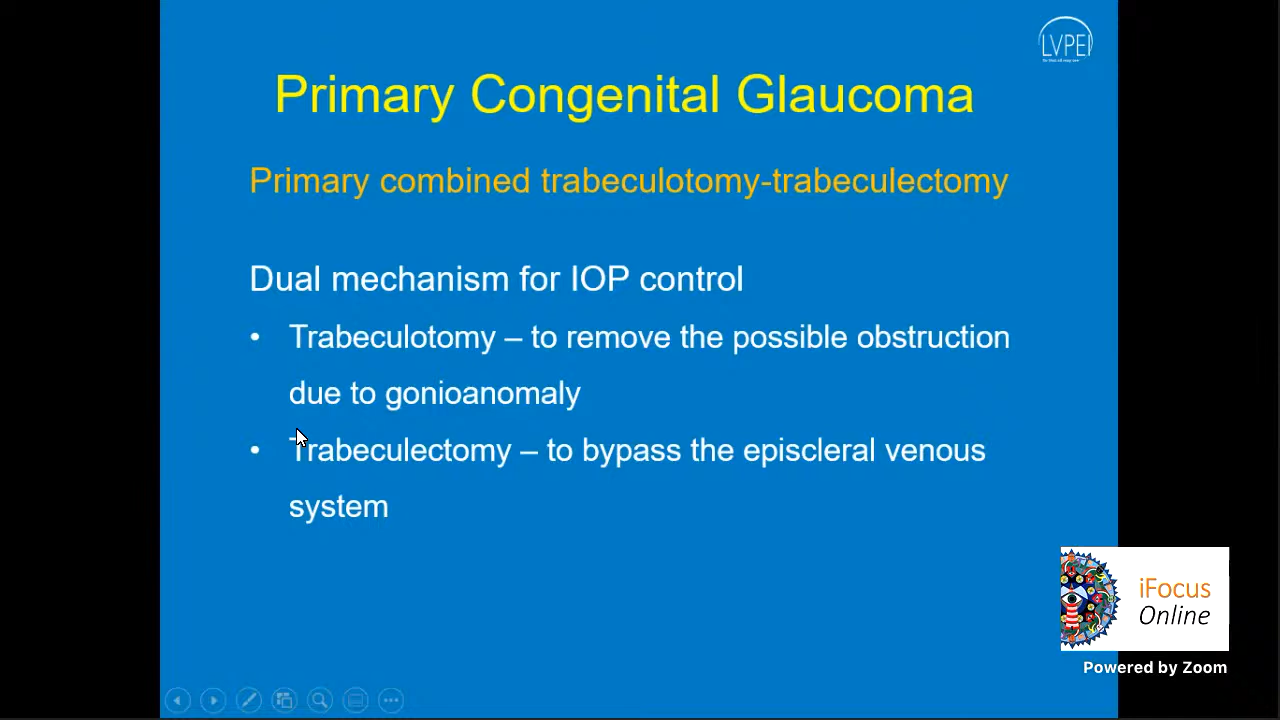 LVPEI
Primary Congenital Glaucoma
Primary combined trabeculotomy-trabeculectomy
Dual mechanism for IOP control
• Trabeculotomy – to remove the possible obstruction
due to gonioanomaly
• Trabeculectomy – to bypass the episcleral venous
system
iFocus
Online
Powered by Zoom